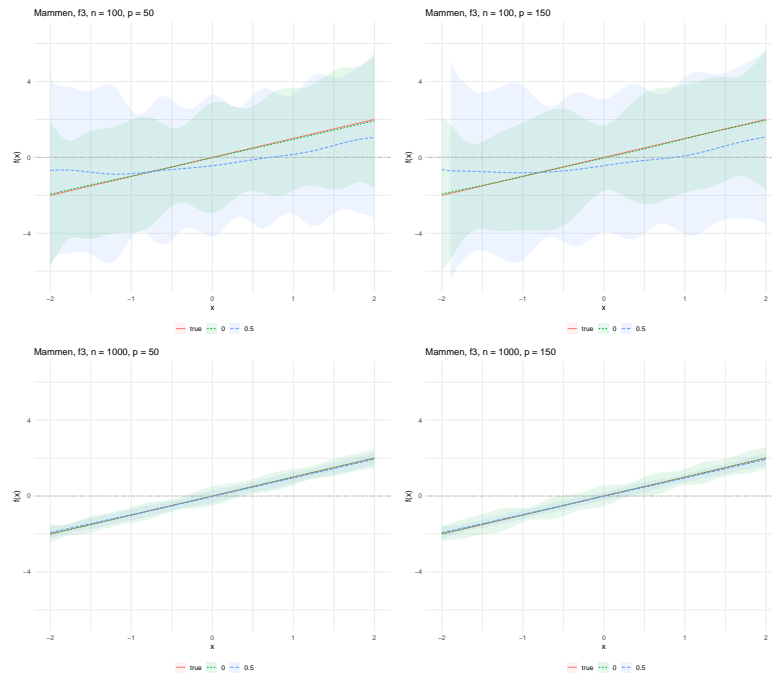 Mammen, f3, n = 100, p = 50
4
0
−4
f(x)
−2
−1
0
1
2
x
true 0 0.5
Mammen, f3, n = 100, p = 150
4
0
−4
f(x)
−2
−1
0
1
2
x
true 0 0.5
Mammen, f3, n = 1000, p = 50
4
0
−4
f(x)
−2
−1
0
1
2
x
true 0 0.5
Mammen, f3, n = 1000, p = 150
4
0
−4
f(x)
−2
−1
0
1
2
x
true 0 0.5